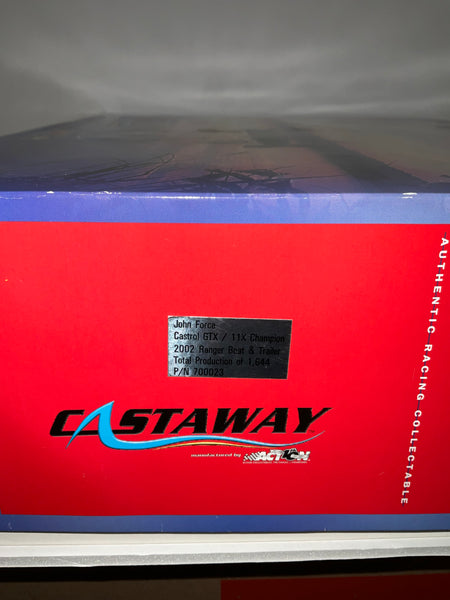 John Force
Castrol GTX / 11X Champion
2002 Ranger Boat & Trailer
Total Production of 1,644
P/N 700023
CASTAWAY
manufactured by ACTION
AUTHENTIC RACING COLLECTABLE